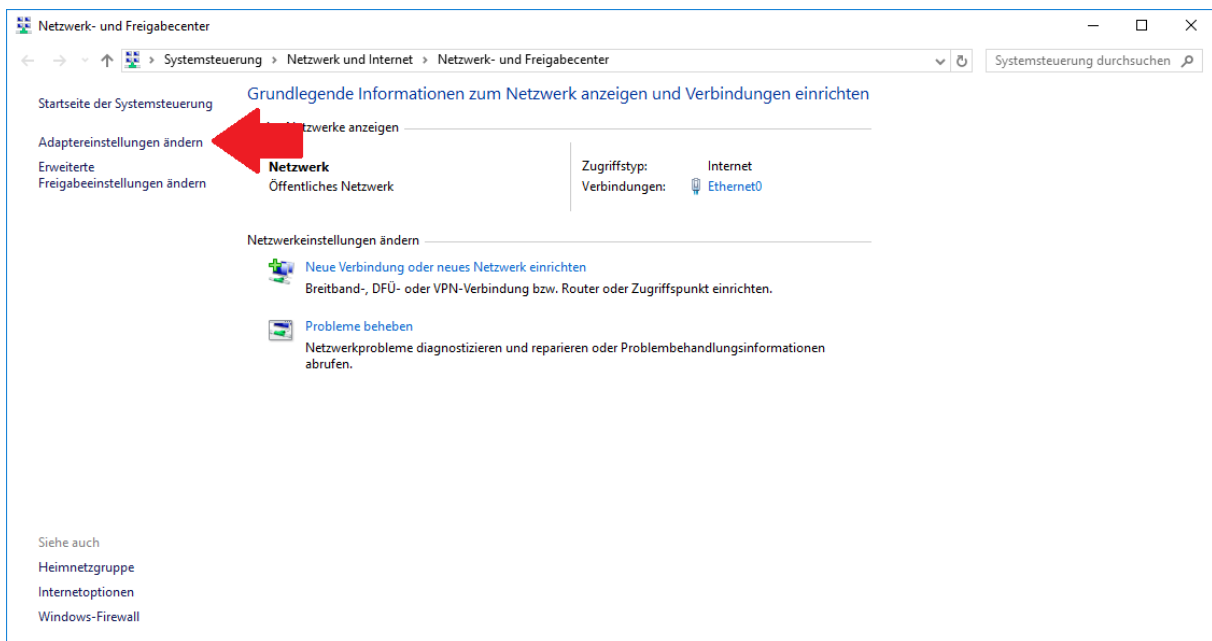 Netzwerk- und Freigabecenter
Systemsteuerung › Netzwerk und Internet › Netzwerk- und Freigabecenter
Systemsteuerung durchsuchen
Startseite der Systemsteuerung
Adaptereinstellungen ändern
Erweiterte
Freigabeeinstellungen ändern
Grundlegende Informationen zum Netzwerk anzeigen und Verbindungen einrichten
anzeigen
Netzwerk
Öffentliches Netzwerk
Zugriffstyp: Internet
Verbindungen: Ethernet0
Netzwerkeinstellungen ändern
Neue Verbindung oder neues Netzwerk einrichten
Breitband-, DFÜ- oder VPN-Verbindung bzw. Router oder Zugriffspunkt einrichten.
Probleme beheben
Netzwerkprobleme diagnostizieren und reparieren oder Problembehandlungsinformationen
abrufen.
Siehe auch
Heimnetzgruppe
Internetoptionen
Windows-Firewall